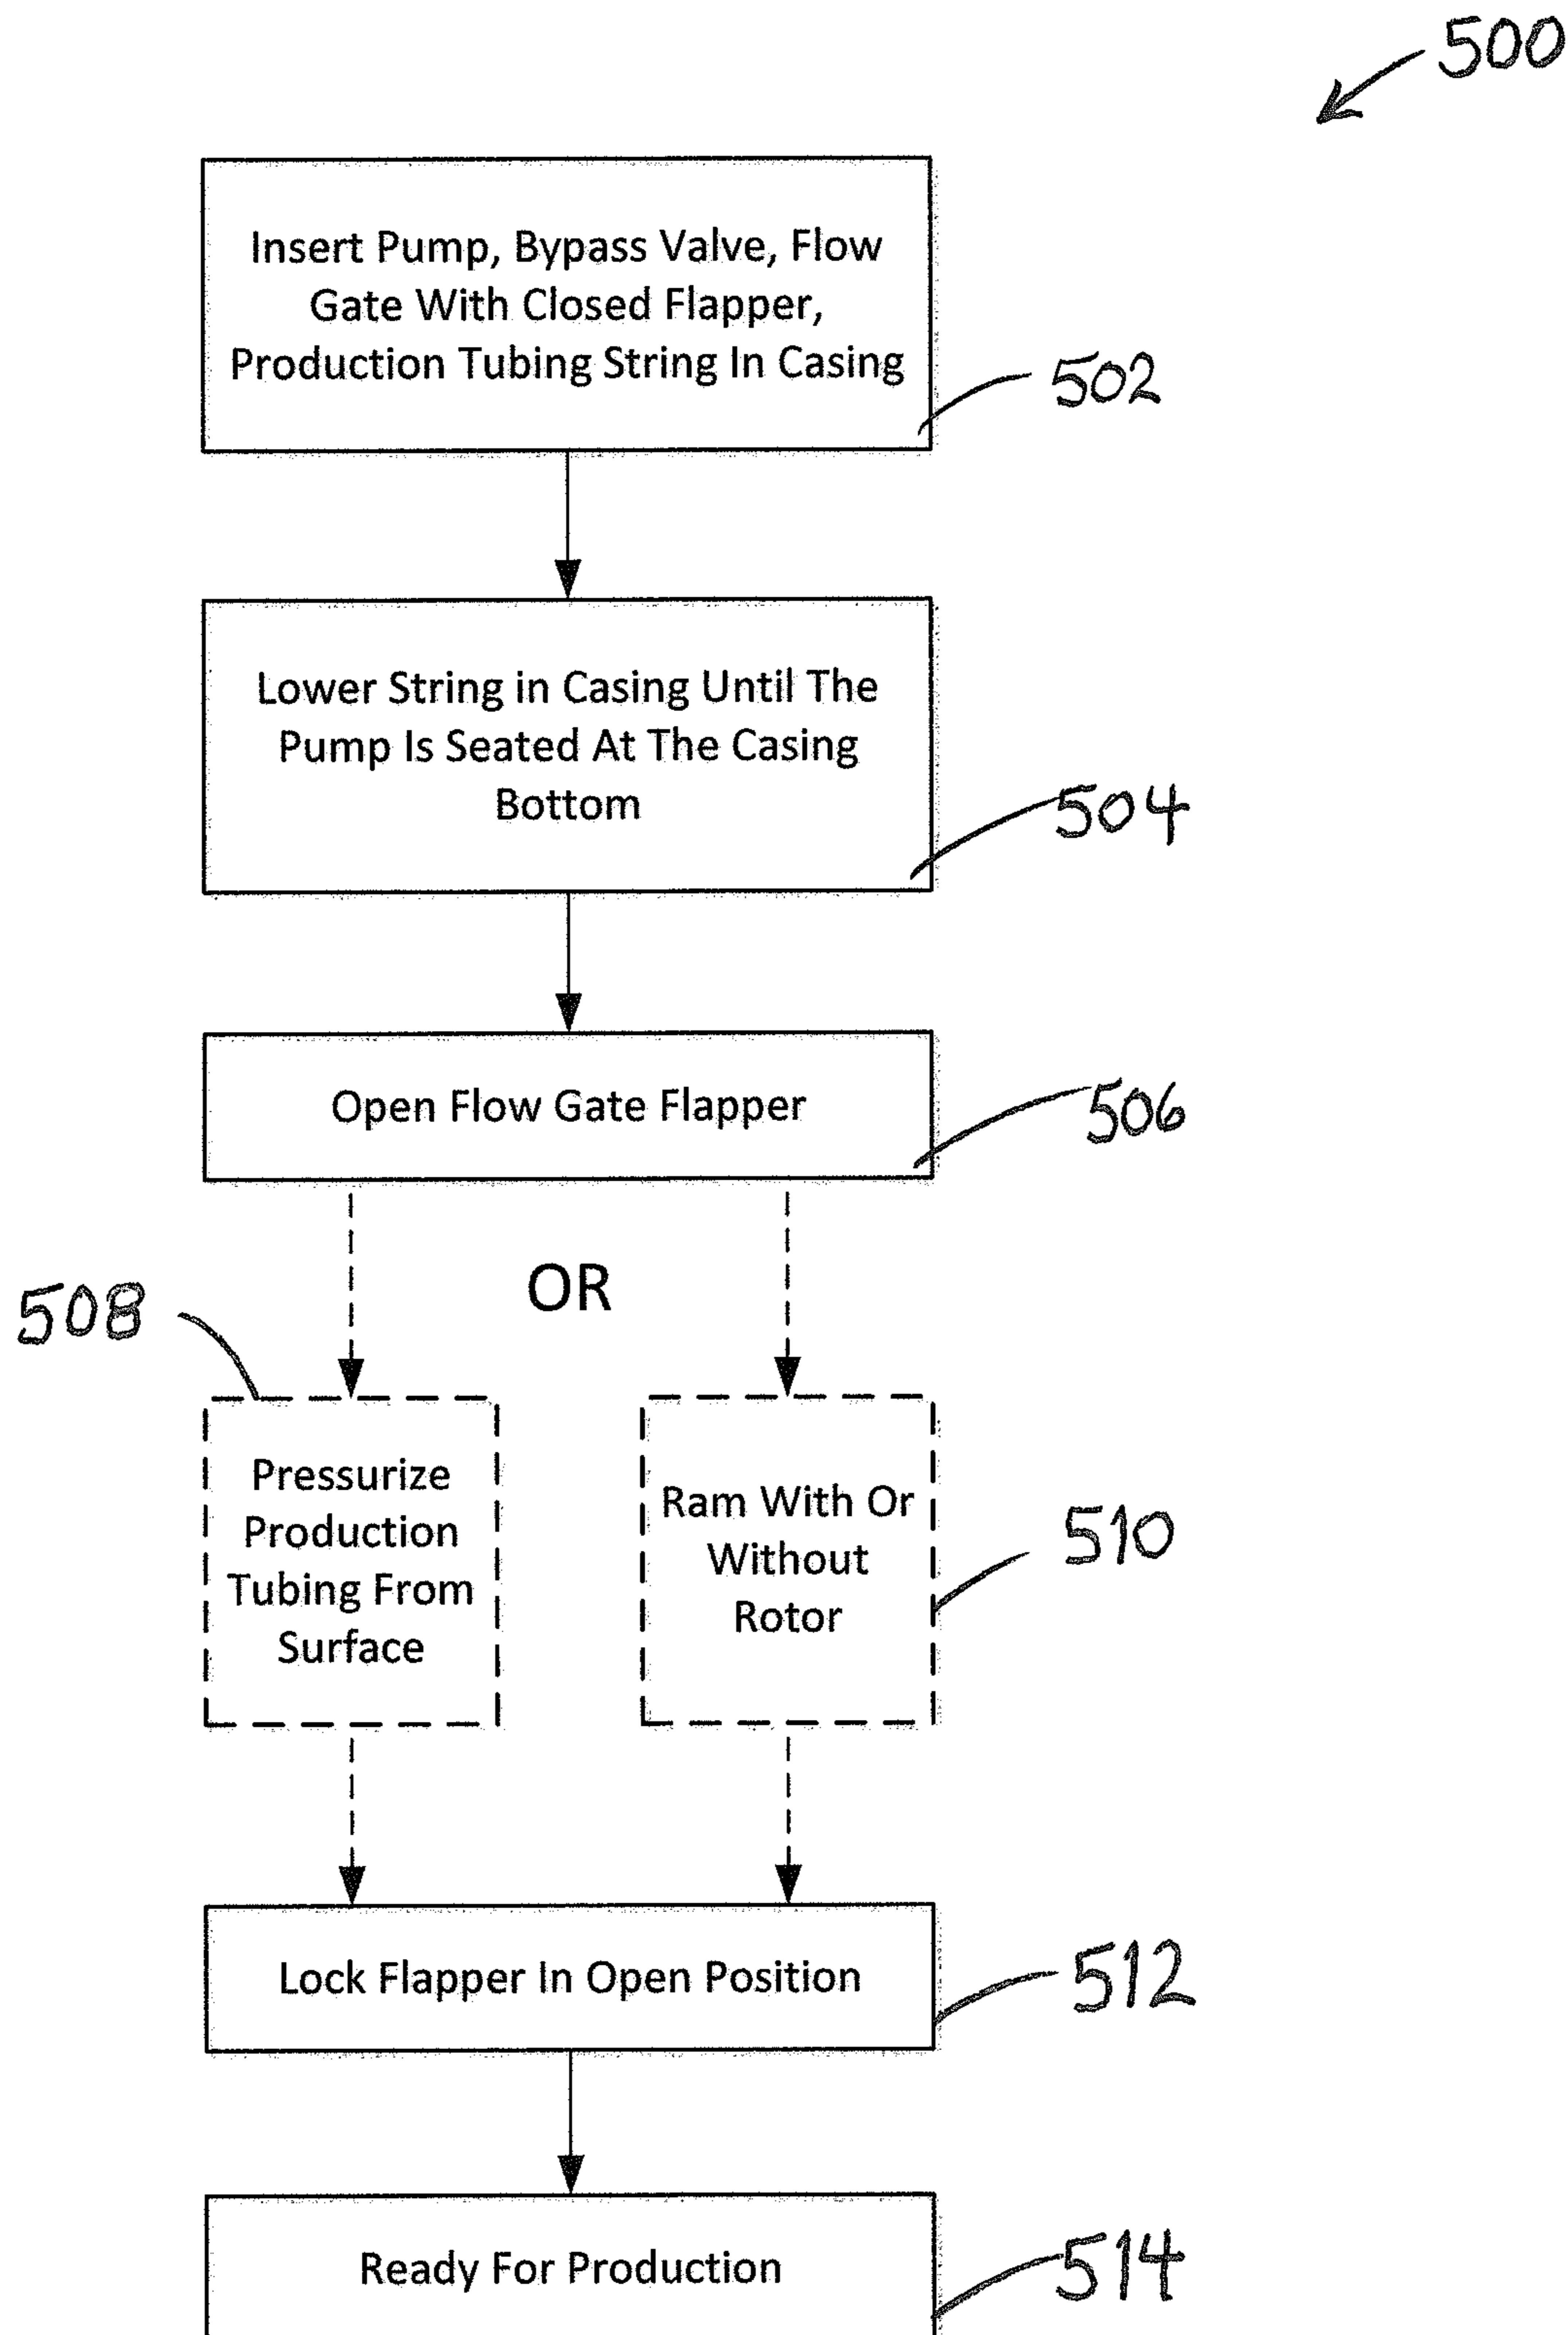 500
Insert Pump, Bypass Valve, Flow
Gate With Closed Flapper,
Production Tubing String In Casing
502
Lower String in Casing Until The
Pump Is Seated At The Casing
Bottom
504
Open Flow Gate Flapper
506
OR
508
Pressurize
Production
Tubing From
Surface
Ram With Or
Without
Rotor
510
Lock Flapper In Open Position
512
Ready For Production
514